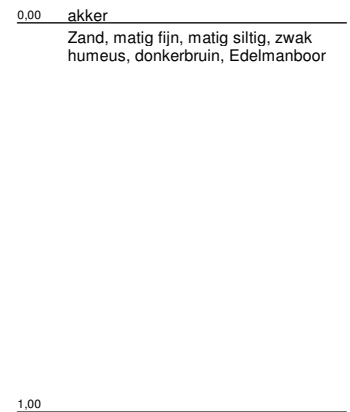 0,00 akker
Zand, matig fijn, matig siltig, zwak
humeus, donkerbruin, Edelmanboor
1,00